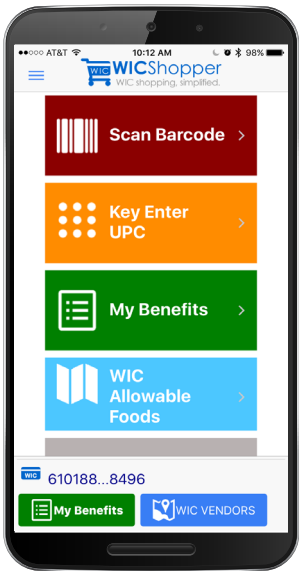 AT&T 10:12 AM 98%
WIC WICShopper
WIC shopping, simplified.
Scan Barcode
Key Enter
UPC
My Benefits
WIC
Allowable
Foods
WIC 610188...8496
My Benefits WIC VENDORS